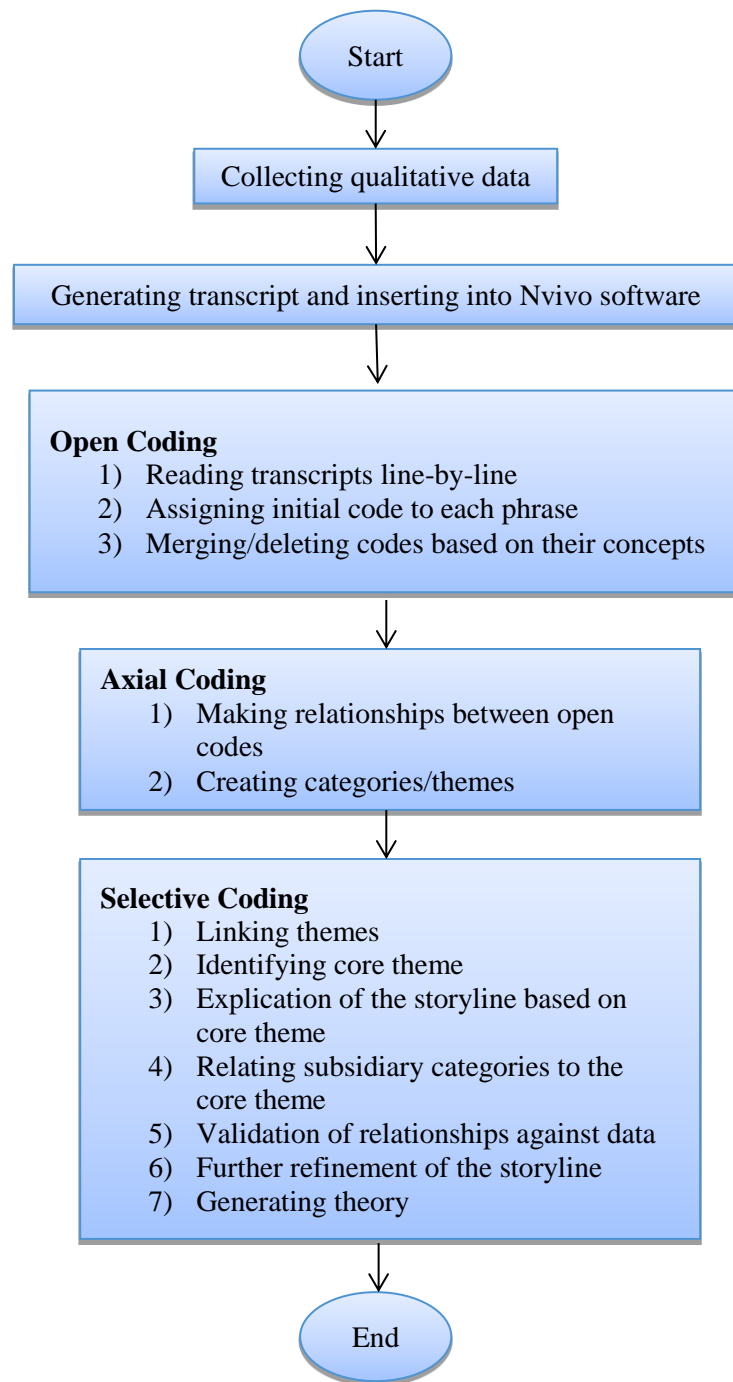 Start
Collecting qualitative data
Generating transcript and inserting into Nvivo software
Open Coding
1) Reading transcripts line-by-line
2) Assigning initial code to each phrase
3) Merging/deleting codes based on their concepts
Axial Coding
1) Making relationships between open
codes
2) Creating categories/themes
Selective Coding
1) Linking themes
2) Identifying core theme
3) Explication of the storyline based on
core theme
4) Relating subsidiary categories to the
core theme
5) Validation of relationships against data
6) Further refinement of the storyline
7) Generating theory
End